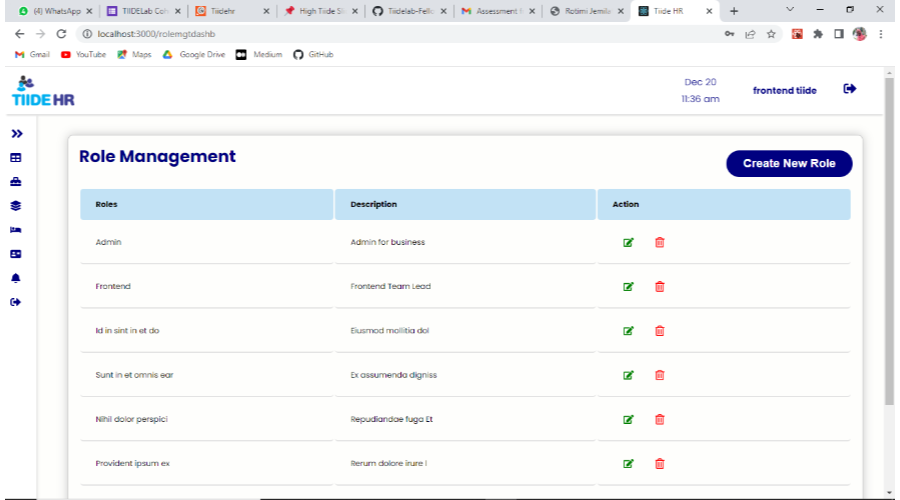 (4) WhatsApp
TIIDELab Coh
Tiidehr
High Tiide Sl
Tiidelab-Fello
Assessment
Rotimi Jemila
Tiide HR
localhost:3000/rolemgtdashb
Gmail
YouTube
Maps
Google Drive
Medium
GitHub
TIIDE HR
Dec 20
11:36 am
frontend tiide
Role Management
Create New Role
Roles Description Action
Admin Admin for business
Frontend Frontend Team Lead
Id in sint in et do Eiusmod mollitia dol
Sunt in et omnis ear Ex assumenda digniss
Nihil dolor perspici Repudiandae fuga Et
Provident ipsum ex Rerum dolore irure i